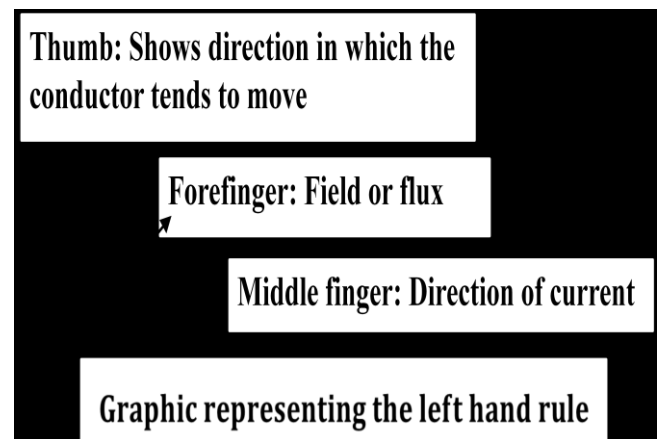 Thumb: Shows direction in which the
conductor tends to move
Forefinger: Field or flux
Middle finger: Direction of current
Graphic representing the left hand rule